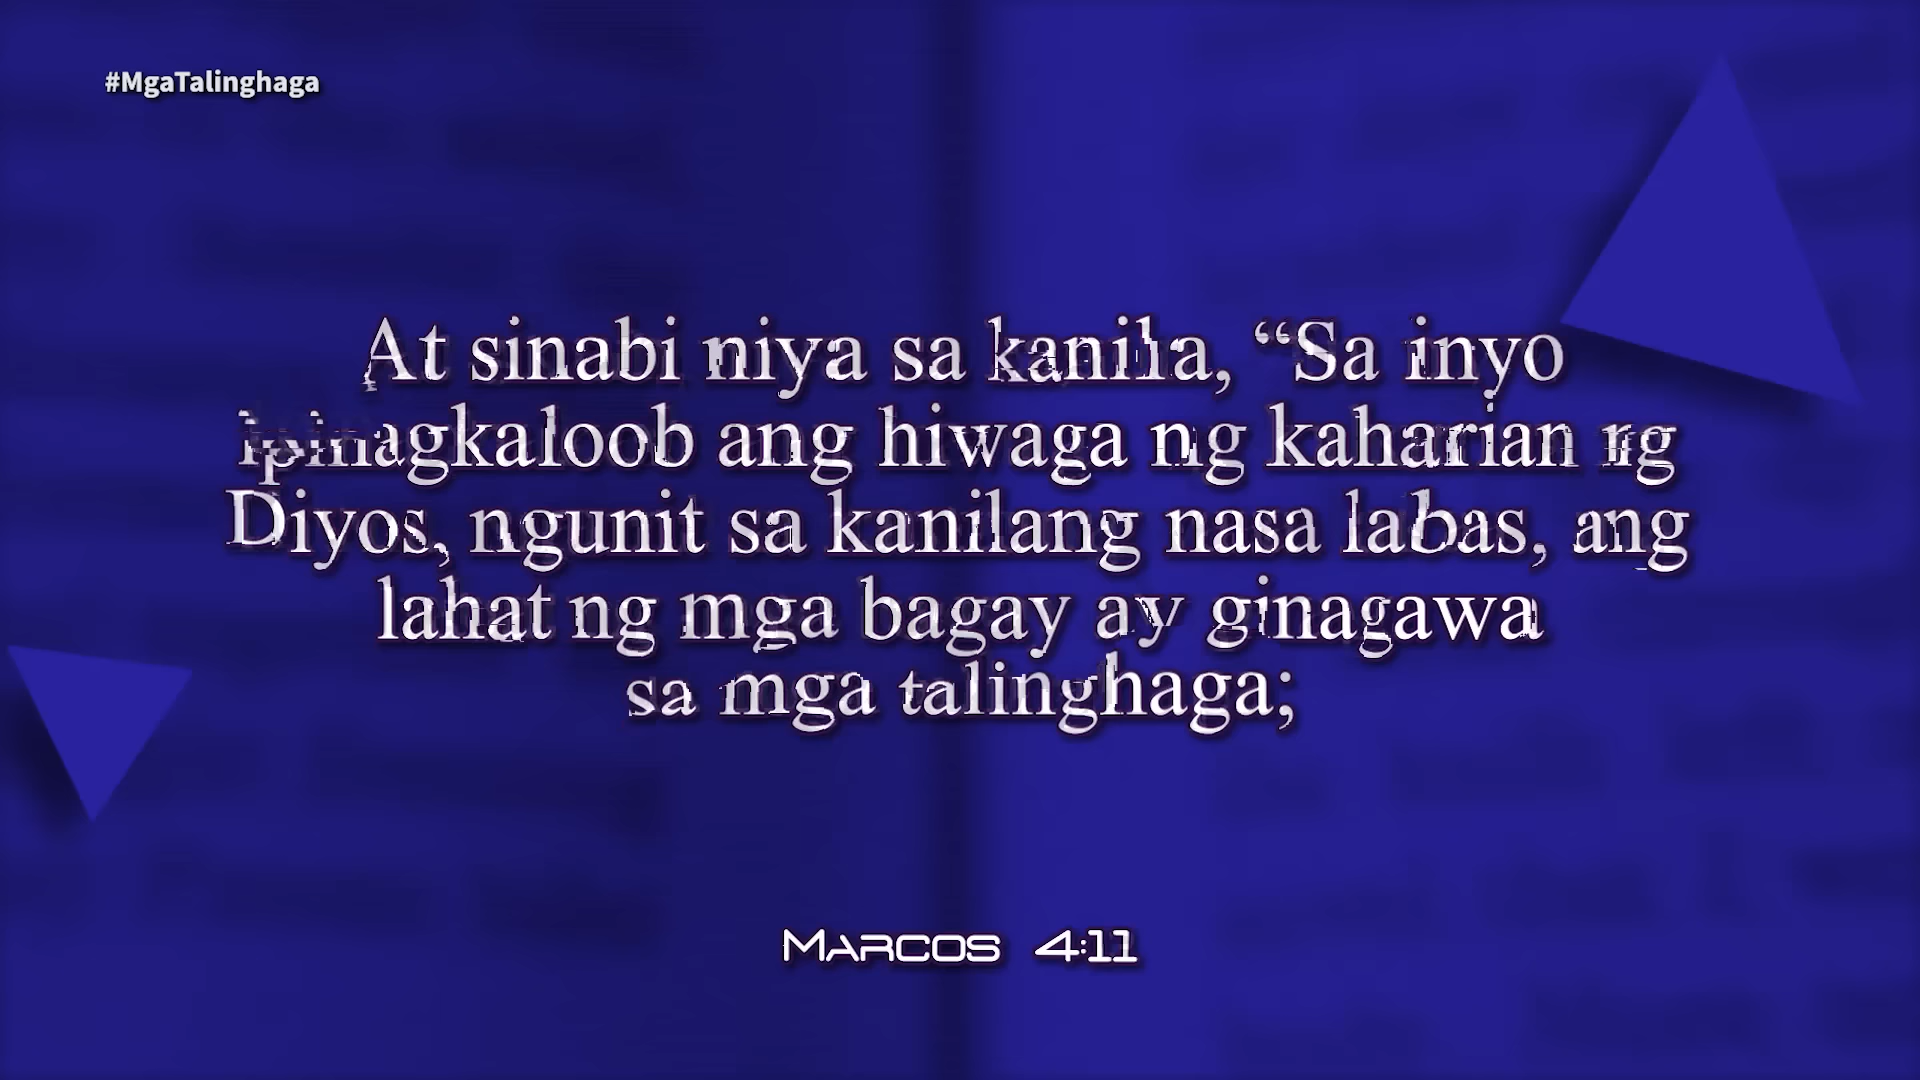 #MgaTalinghaga
At sinabi niya sa kanila, “Sa inyo
ipinagkaloob ang hiwaga ng kaharian ng
Diyos, ngunit sa kanilang nasa labas, ang
lahat ng mga bagay ay ginagawa
sa mga talinghaga;
Marcos 4:11